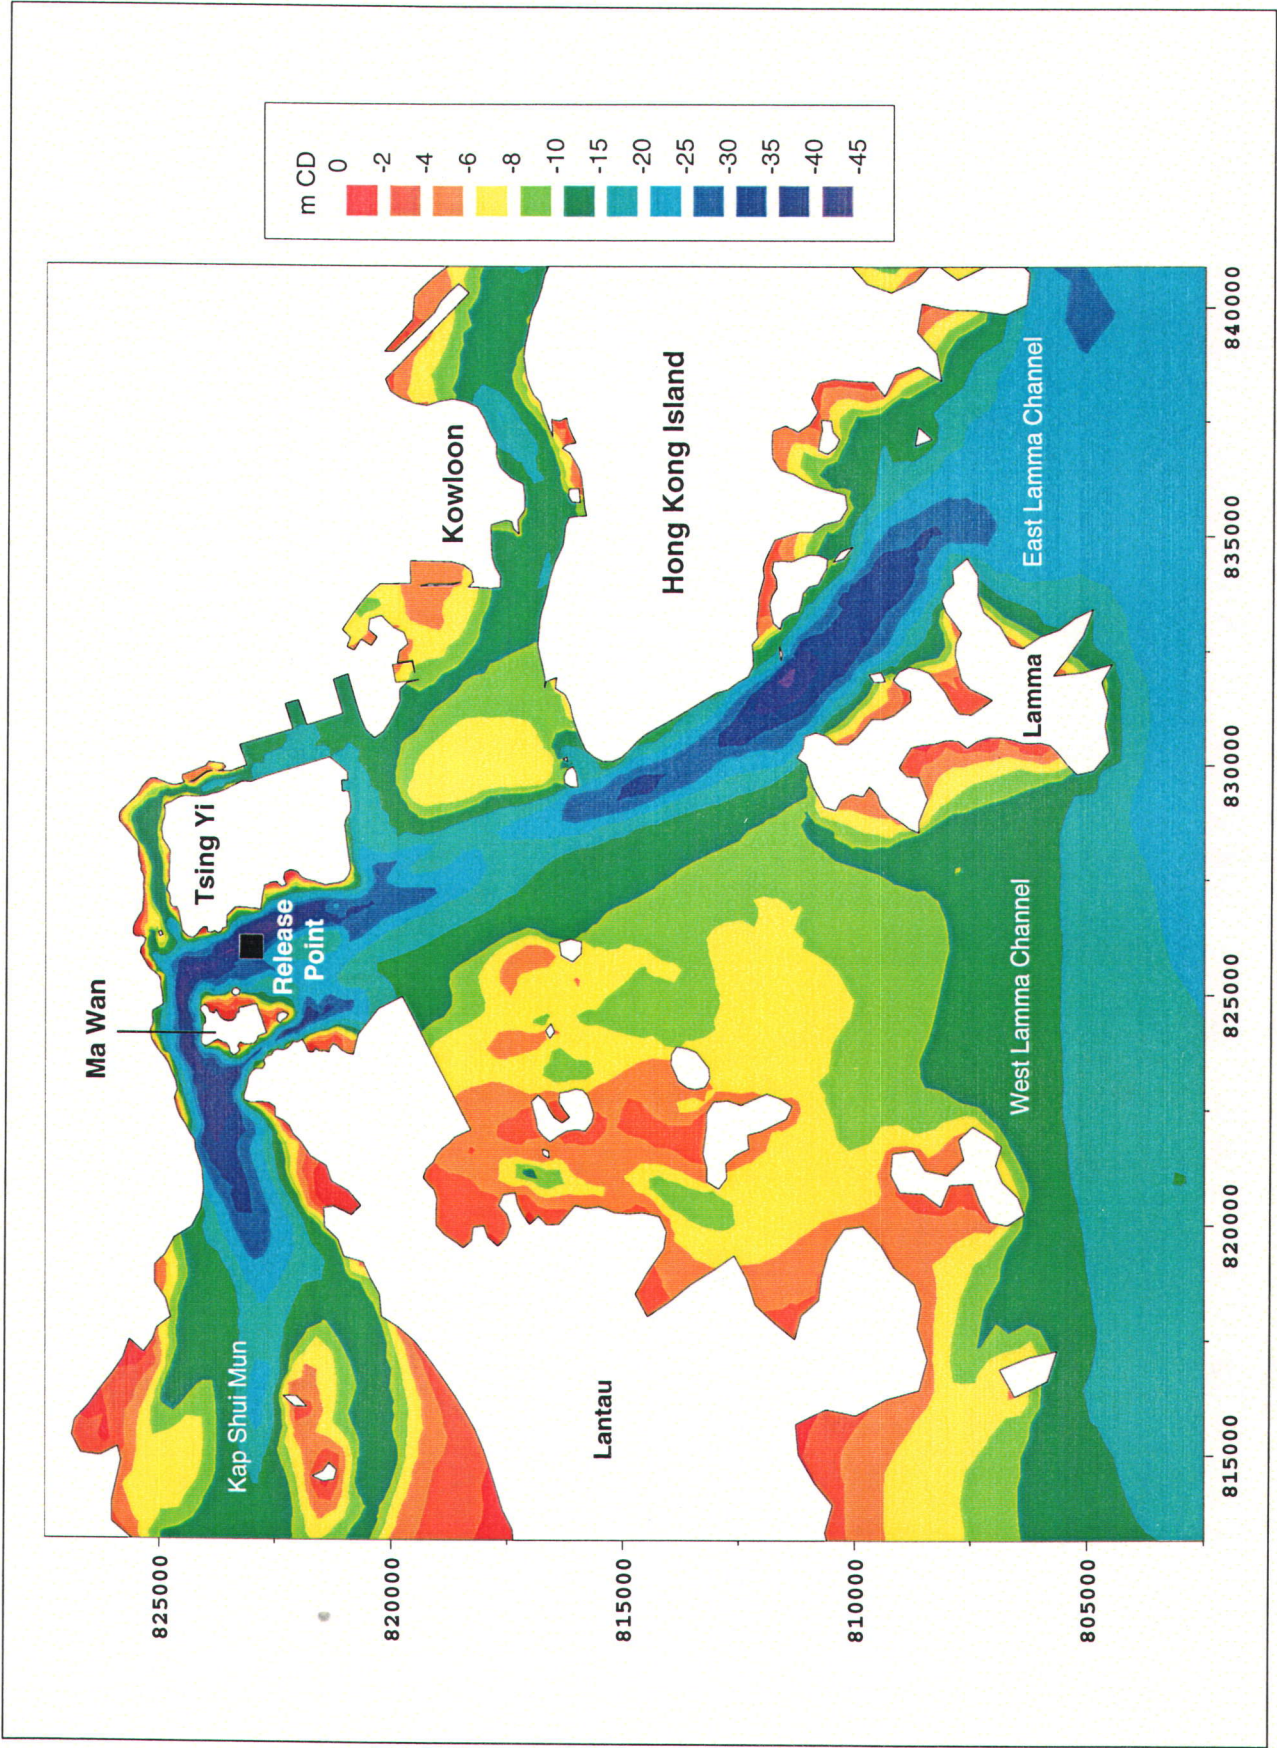 m CD
0
-2
-4
-6
-8
-10
-15
-20
-25
-30
-35
-40
-45
Ma Wan
Tsing Yi
Release
Point
Kowloon
Hong Kong Island
Kap Shui Mun
Lantau
Lamma
East Lamma Channel
West Lamma Channel
825000
820000
815000
810000
805000
815000
820000
825000
830000
835000
840000